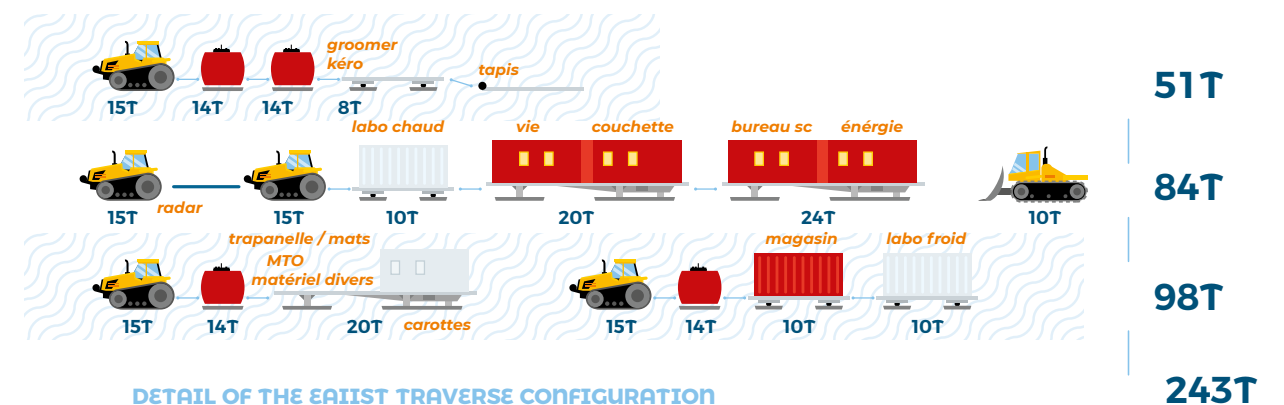 groomer
kéro
tapis
15T 14T 14T 8T
51T
labo chaud vie couchette bureau sc énérgie
radar
15T 15T 10T 20T 24T 10T
84T
trapanelle / mats magasin labo froid
MTO
matériel divers
carottes
15T 14T 20T 15T 14T 10T 10T
98T
DETAIL OF THE EAIIST TRAVERSE CONFIGURATION
243T